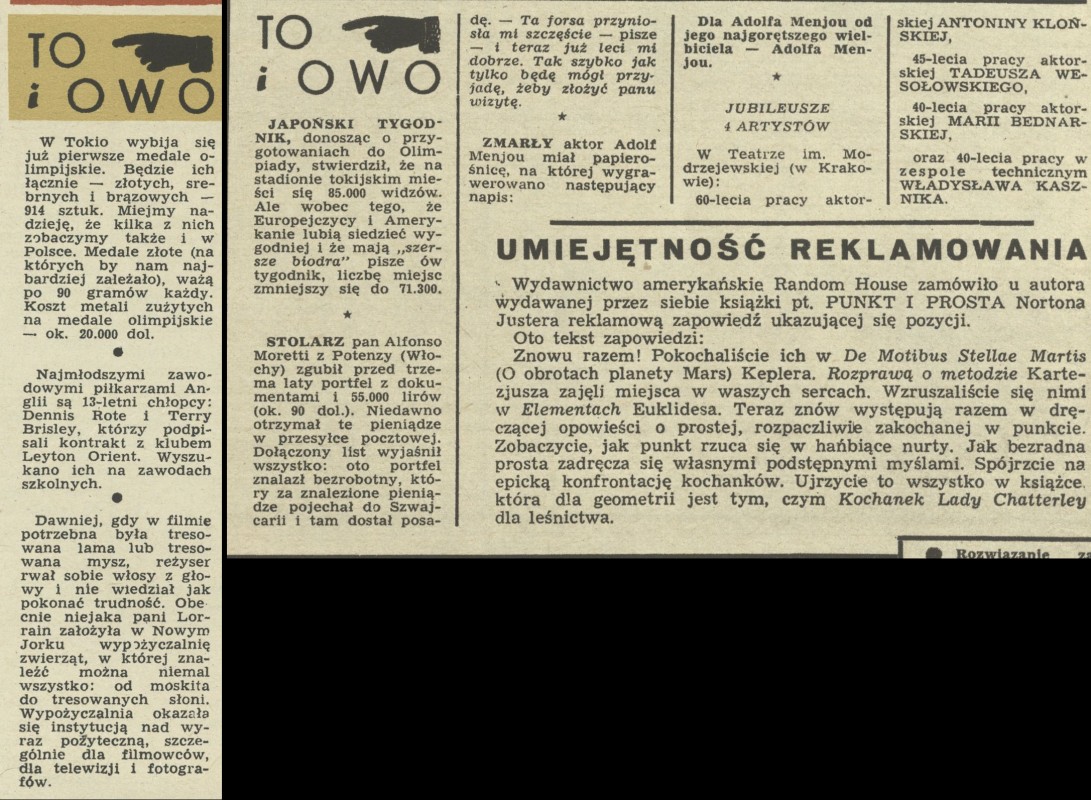 TO
i OWO
W Tokio wybija się
już pierwsze medale o-
limpijskie. Będzie ich
łącznie — złotych, sre-
brnych i brązowych —
914 sztuk. Miejmy na-
dzieję, że kilka z nich
zobaczymy także i w
Polsce. Medale złote (na
których by nam naj-
bardziej zależało), ważą
po 90 gramów każdy.
Koszt metali zużytych
na medale olimpijskie
— ok. 20.000 dol.
Najmłodszymi zawo-
dowymi piłkarzami An-
glii są 13-letni chłopcy:
Dennis Rote i Terry
Brisley, którzy podpi-
sali kontrakt z klubem
Leyton Orient. Wyszu-
kano ich na zawodach
szkolnych.
Dawniej, gdy w filmie
potrzebna była treso-
wana lama lub treso-
wana mysz, reżyser
rwał sobie włosy z gło-
wy i nie wiedział jak
pokonać trudność. Obe-
cnie niejaka pani Lor-
rain założyła w Nowym
Jorku wypożyczalnię
zwierząt, w której zna-
leźć można niemal
wszystko: od moskita
do tresowanych słoni.
Wypożyczalnia okazała
się instytucją nad wy-
raz pożyteczną, szcze-
gólnie dla filmowców,
dla telewizji i fotogra-
fów.
TO
i OWO
JAPOŃSKI TYGOD-
NIK, donosząc o przy-
gotowaniach do Olim-
piady, stwierdził, że na
stadionie tokijskim mie-
ści się 85.000 widzów.
Ale wobec tego, że
Europejczycy i Amery-
kanie lubią siedzieć wy-
godniej i że mają „szer-
sze biodra” pisze ów
tygodnik, liczbę miejsc
zmniejszy się do 71.300.
★
STOLARZ pan Alfonso
Moretti z Potenzy (Wło-
chy) zgubił przed trze-
ma laty portfel z doku-
mentami i 55.000 lirów
(ok. 90 dol.). Niedawno
otrzymał te pieniądze
w przesyłce pocztowej.
Dołączony list wyjaśnił
wszystko: oto portfel
znalazł bezrobotny, któ-
ry za znalezione pienią-
dze pojechał do Szwaj-
carii i tam dostał posa-
dę. — Ta forsa przynio-
sła mi szczęście — pisze
— i teraz już leci mi
dobrze. Tak szybko jak
tylko będę mógł przy-
jadę, żeby złożyć panu
wizytę.
★
ZMARŁY aktor Adolf
Menjou miał papiero-
śnicę, na której wygra-
werowano następujący
napis:
Dla Adolfa Menjou od
jego najgorętszego wiel-
biciela — Adolfa Men-
jou.
★
JUBILEUSZE
4 ARTYSTÓW
W Teatrze im. Mo-
drzejewskiej (w Krako-
wie):
60-lecia pracy aktor-
skiej ANTONINY KLOŃ-
SKIEJ,
45-lecia pracy aktor-
skiej TADEUSZA WE-
SOŁOWSKIEGO,
40-lecia pracy aktor-
skiej MARII BEDNAR-
SKIEJ,
oraz 40-lecia pracy w
zespole technicznym
WŁADYSŁAWA KASZ-
NIKA.
UMIEJĘTNOŚĆ REKLAMOWANIA
Wydawnictwo amerykańskie Random House zamówiło u autora
wydawanej przez siebie książki pt. PUNKT I PROSTA Nortona
Justera reklamową zapowiedź ukazującej się pozycji.
Oto tekst zapowiedzi:
Znowu razem! Pokochaliście ich w De Motibus Stellae Martis
(O obrotach planety Mars) Keplera. Rozprawą o metodzie Karte-
zjusza zajęli miejsca w waszych sercach. Wzruszaliście się nimi
w Elementach Euklidesa. Teraz znów występują razem w drę-
czącej opowieści o prostej, rozpaczliwie zakochanej w punkcie.
Zobaczycie, jak punkt rzuca się w hańbiące nurty. Jak bezradna
prosta zadręcza się własnymi podstępnymi myślami. Spójrzcie na
epicką konfrontację kochanków. Ujrzycie to wszystko w książce.
która dla geometrii jest tym, czym Kochanek Lady Chatterley
dla leśnictwa.
Rozwiązanie za